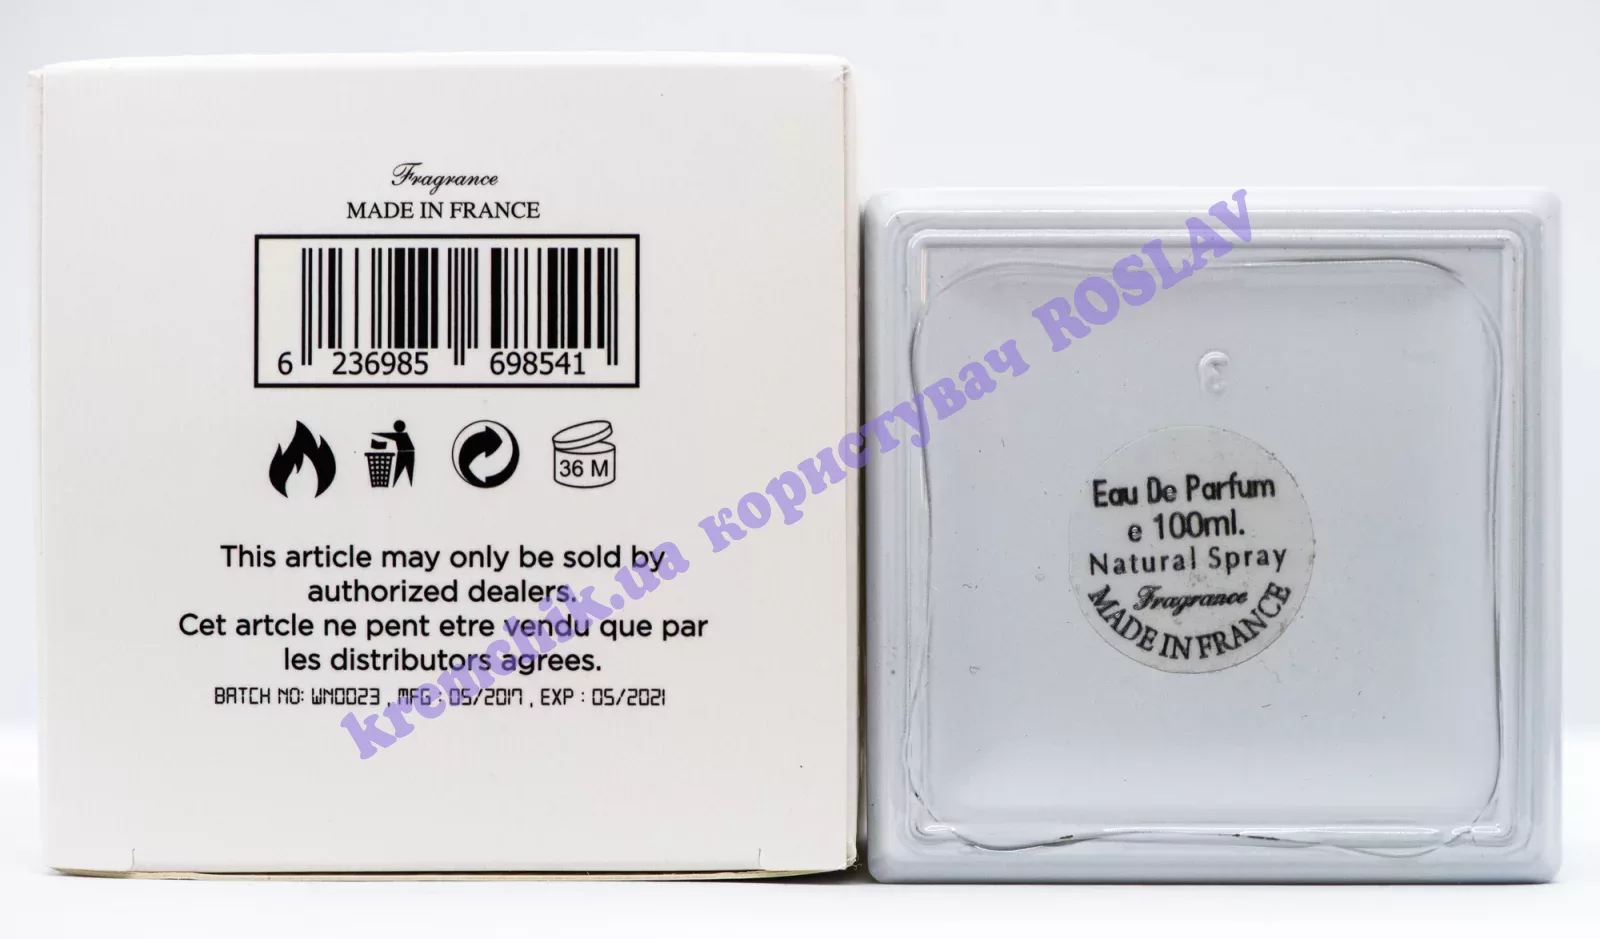 Fragrance
MADE IN FRANCE
6 236985 698541
36 M
This article may only be sold by
authorized dealers.
Cet artcle ne pent etre vendu que par
les distributors agrees.
BATCH NO: WN0023 , MFG : 05/2017 , EXP : 05/2021
3
Eau De Parfum
e 100ml.
Natural Spray
Fragrance
MADE IN FRANCE
kremchik.ua користувач ROSLAV